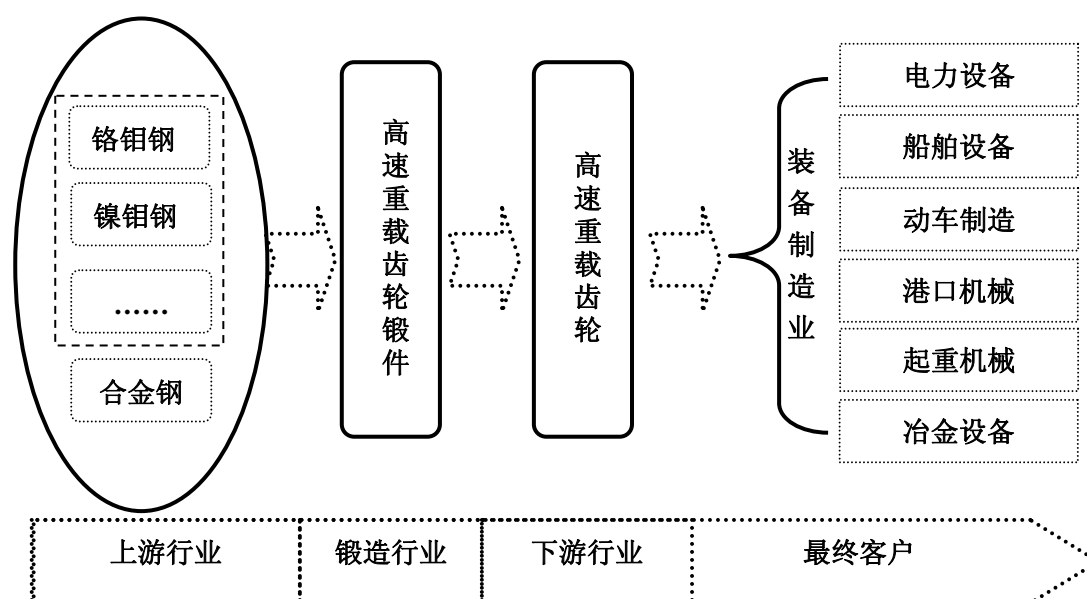 铬钼钢
镍钼钢
……
合金钢
高速重载齿轮锻件
高速重载齿轮
装备制造业
电力设备
船舶设备
动车制造
港口机械
起重机械
冶金设备
上游行业
锻造行业
下游行业
最终客户